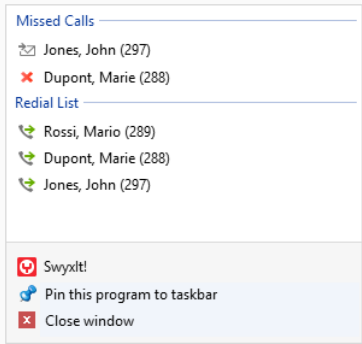 Missed Calls
Jones, John (297)
Dupont, Marie (288)
Redial List
Rossi, Mario (289)
Dupont, Marie (288)
Jones, John (297)
SwyxIt!
Pin this program to taskbar
Close window